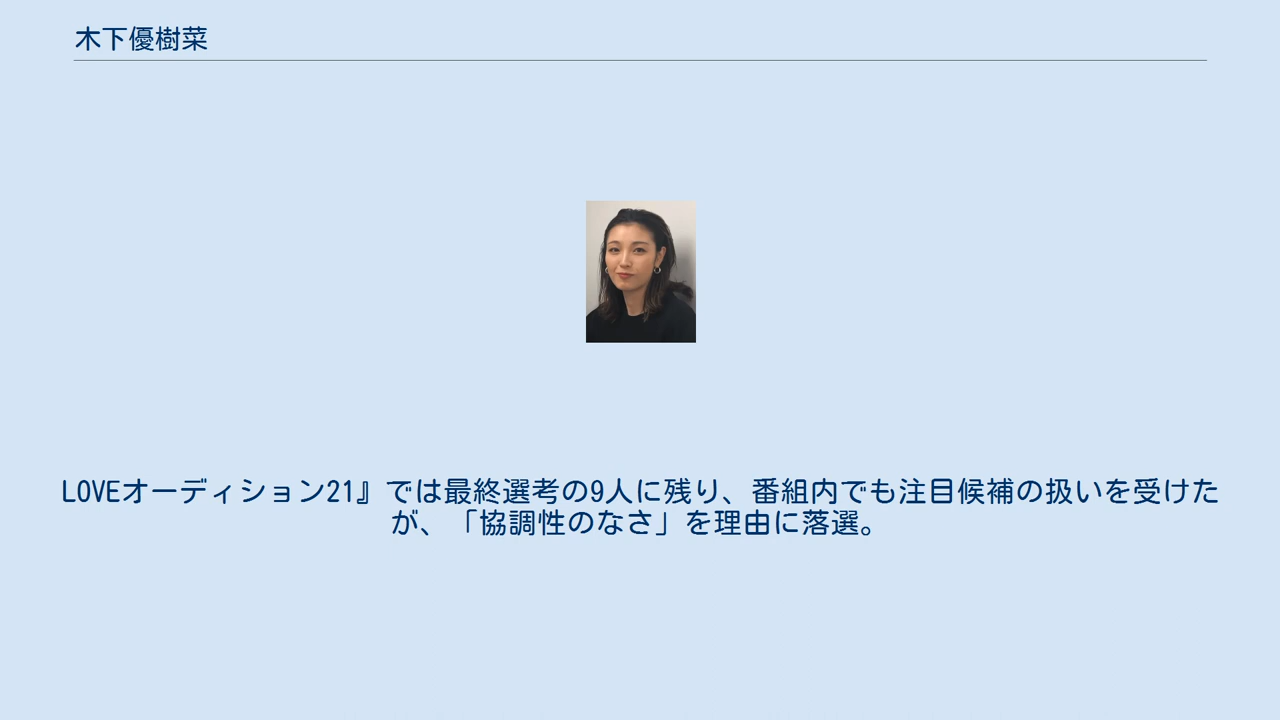 木下優樹菜
LOVEオーディション21』では最終選考の9人に残り、番組内でも注目候補の扱いを受けた
が、「協調性のなさ」を理由に落選。